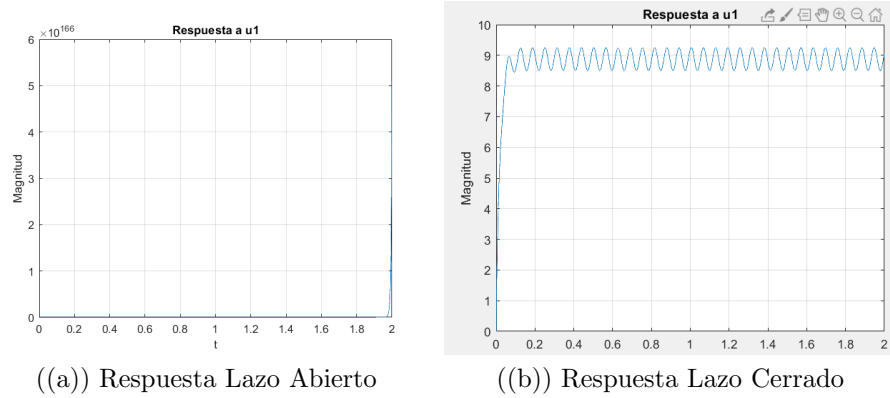 Respuesta a u1
×10^166
6
5
4
3
2
1
0
Magnitud
0 0.2 0.4 0.6 0.8 1 1.2 1.4 1.6 1.8 2
t
((a)) Respuesta Lazo Abierto
Respuesta a u1
10
9
8
7
6
5
4
3
2
1
0
Magnitud
0 0.2 0.4 0.6 0.8 1 1.2 1.4 1.6 1.8 2
((b)) Respuesta Lazo Cerrado